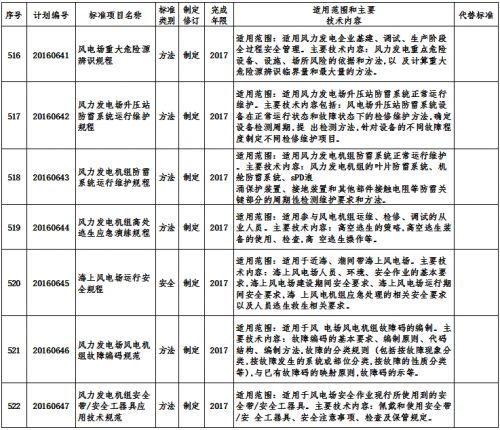 序号 计划编号 标准项目名称 标准类别 制定修订 完成年限 适用范围和主要技术内容 代替标准
516 20160641 风电场重大危险源辨识规程 方法 制定 2017
适用范围：适用风力发电企业基建、调试、生产阶段
全过程安全管理。主要技术内容：风力发电重点危险
设备、设施、场所风险的依据和方法,以 及计算重大
危险源辨识临界量和最大量的方法。
517 20160642 风力发电场升压站防雷系统运行维护规程 方法 制定 2017
适用范围：适用风力发电场升压站防雷系统正常运行
维护。主要技术内容包括：风电场升压站防雷系统设
备在正常运行状态和故障状态下的检修维护方法,确定
设备检测周期,提 出检测方法,针对设备的不同故障程
度制定不同检修维护项目。
518 20160643 风力发电机组防雷系统运行维护规程 方法 制定 2017
适用范围：适用风力发电机组防雷系统正常运行维护
。主要技术内容：风力发电机组的叶片防雷系统、机
舱防雷系统、sPD浪
涌保护装置、接地装置和其他部件接触电阻等防雷关
键部分的周期性检测维护要求和方法。
519 20160644 风力发电机组高处逃生应急演练规程 方法 制定 2017
适用范围：适用参与风电机组运维、检修、调试的从
业人员。主要技术内容：高空逃生的策略,高空逃生装
备的使用、检查,高 空逃生操作等。
520 20160645 海上风电场运行安全规程 安全 制定 2017
适用范围：适用于近海、潮间带海上风电场。主要技
术内容：海 上风电场人员、环境、安全作业的基本要
求,海上风电场建设期间安全要求、海上风电场运行期
间安全要求,海 上风电机组应急处理的相关安全要求
以及人员逃生救生相关要求。
521 20160646 风力发电场风电机组故障编码规范 方法 制定 2017
适用范围：适用于风 电场风电机组故障码的编制。主
要技术内容：故障编码的基本要求、编制原则、代码
结构、编制方法,故障的分类规则（包括按故障现象分
类,按故障发生的系统或部位分类,按故障的性质分类
等),与已有故障码的映射原则,故障码的示等。
522 20160647 风力发电机组安全带/安全工器具应用技术规范 方法 制定 2017
适用范围：适用于风电场安全作业现行所使用到的安
全带/安全工器具。主要技术内容：佩戴和使用安全带
/安 全工器具、安全注意事项、检查及保管规定。